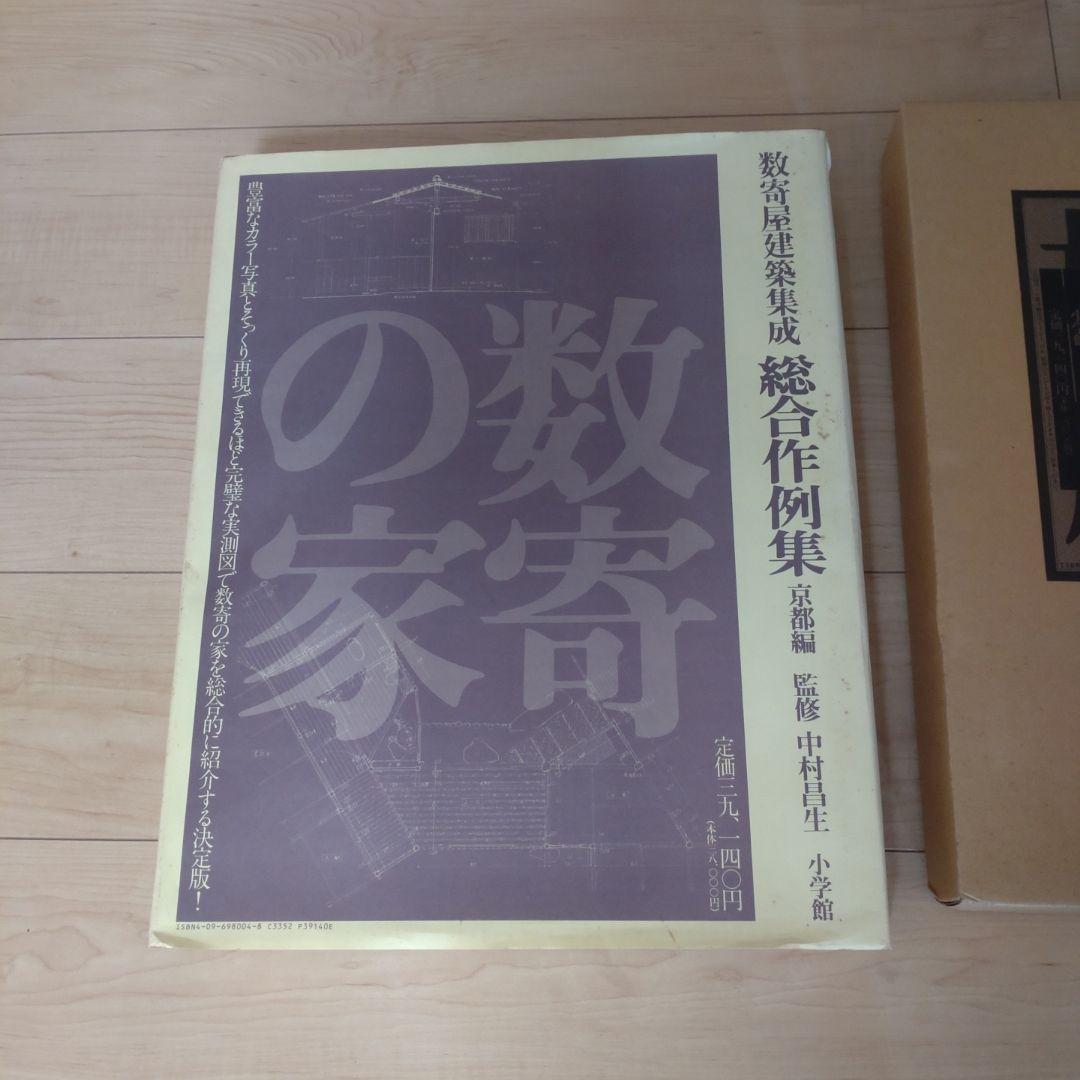 数寄屋建築集成 総合作例集 京都編 監修 中村昌生 小学館
数寄
の家
豊富なカラー写真とそっくり再現できるほど完璧な実測図で数寄の家を総合的に紹介する決定版！
定価三九、一四〇円
(本体三八、〇〇〇円)
ISBN4-09-698004-8 C3352 P39140E